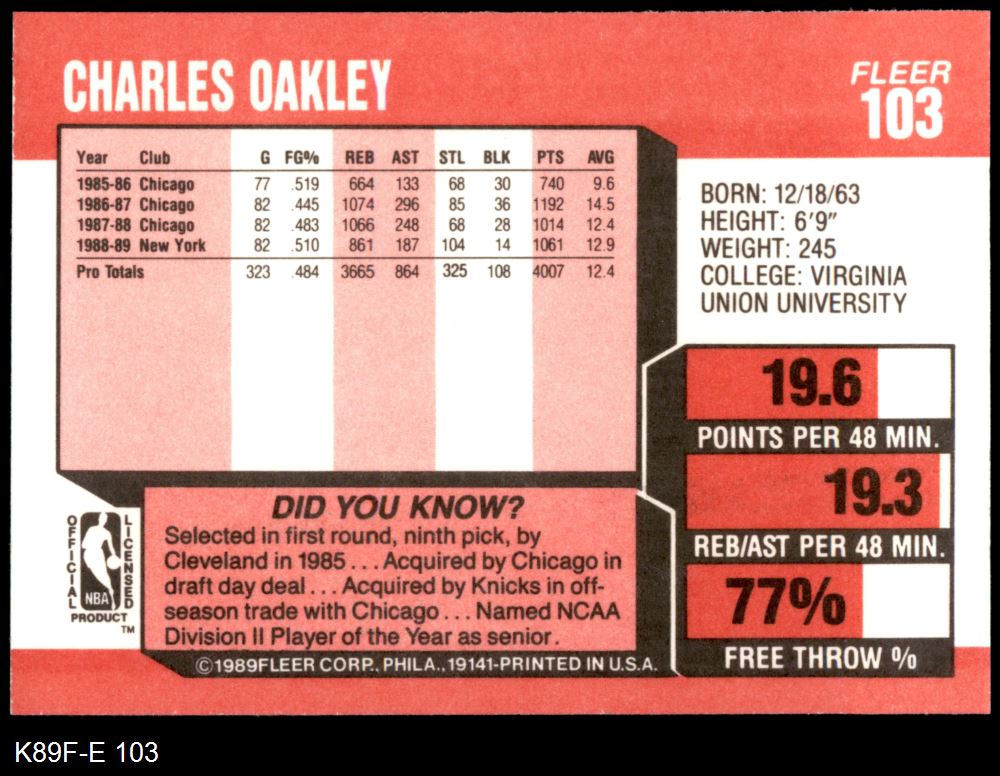 CHARLES OAKLEY
FLEER
103
Year Club G FG% REB AST STL BLK PTS AVG
1985-86 Chicago 77 .519 664 133 68 30 740 9.6
1986-87 Chicago 82 .445 1074 296 85 36 1192 14.5
1987-88 Chicago 82 .483 1066 248 68 28 1014 12.4
1988-89 New York 82 .510 861 187 104 14 1061 12.9
Pro Totals 323 .484 3665 864 325 108 4007 12.4
BORN: 12/18/63
HEIGHT: 6'9"
WEIGHT: 245
COLLEGE: VIRGINIA
UNION UNIVERSITY
19.6
POINTS PER 48 MIN.
19.3
REB/AST PER 48 MIN.
77%
FREE THROW %
DID YOU KNOW?
Selected in first round, ninth pick, by
Cleveland in 1985 . . . Acquired by Chicago in
draft day deal . . . Acquired by Knicks in off-
season trade with Chicago . . . Named NCAA
Division II Player of the Year as senior.
OFFICIAL
LICENSED
NBA
PRODUCT
TM
©1989FLEER CORP., PHILA., 19141-PRINTED IN U.S.A.
K89F-E 103